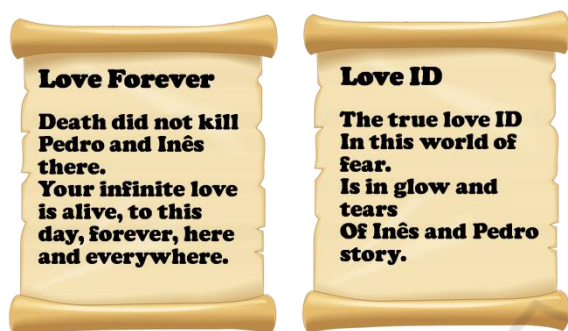 Love Forever
Death did not kill
Pedro and Inês
there.
Your infinite love
is alive, to this
day, forever, here
and everywhere.
Love ID
The true love ID
In this world of
fear.
Is in glow and
tears
Of Inês and Pedro
story.